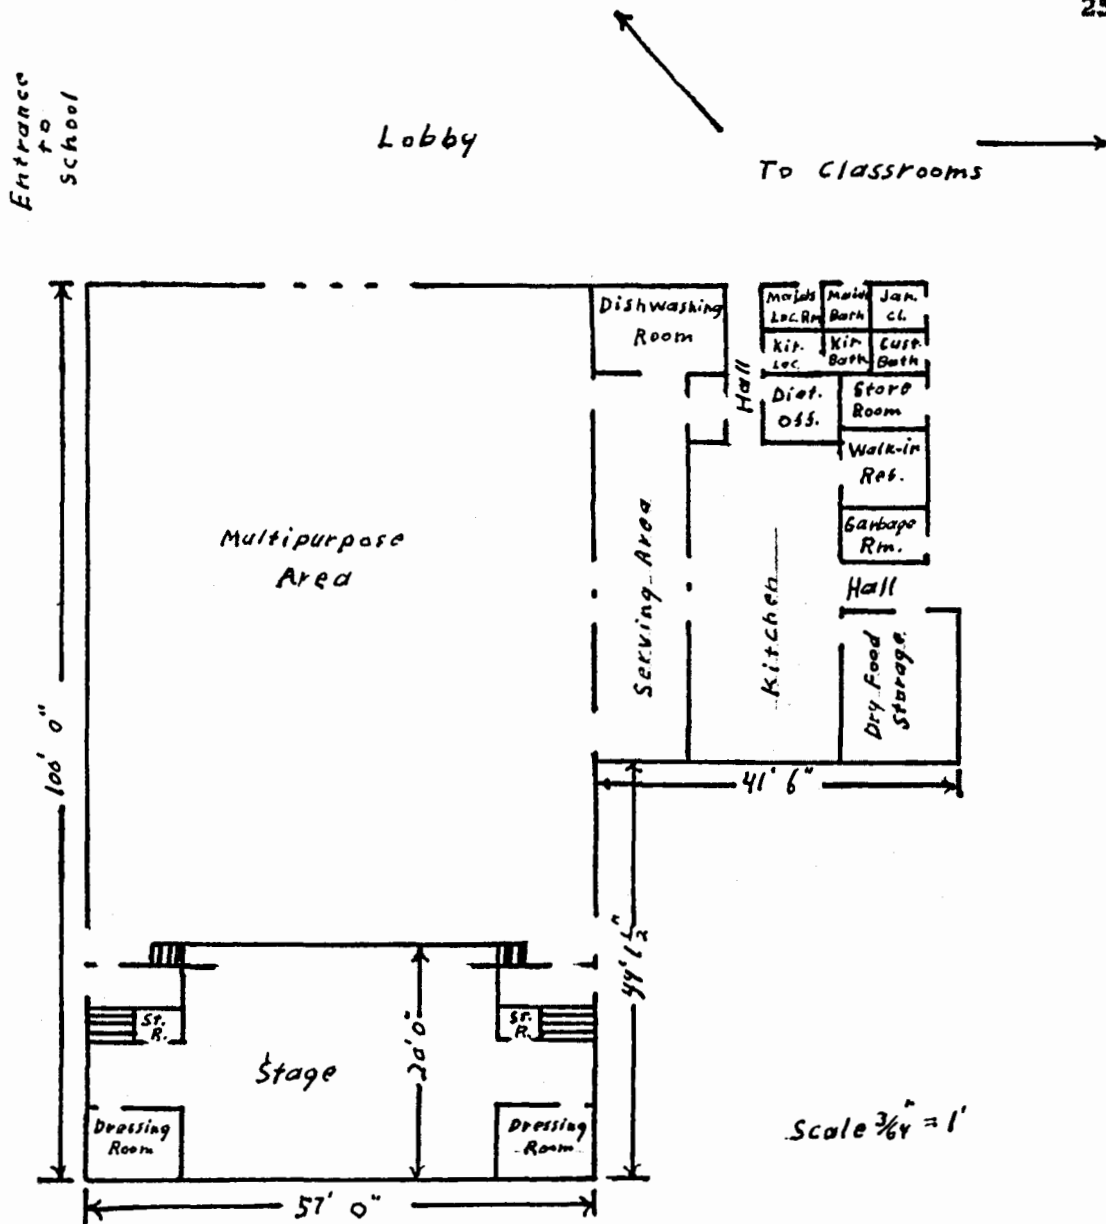 Entrance
to
School
Lobby
To Classrooms
Dishwashing
Room
Maids
Loc. Rm
Maids
Bath
Jan.
Cl.
Kit.
Loc.
Kit.
Bath
Cust.
Bath
Hall
Diet.
Off.
Store
Room
Walk-in
Ref.
Garbage
Rm.
Hall
Multipurpose
Area
Serving Area
Kitchen
Dry Food
Storage
100' 0"
41' 6"
44' 1½"
St.
R.
St.
R.
Stage
20' 0"
Dressing
Room
Dressing
Room
Scale 3/64" = 1'
57' 0"